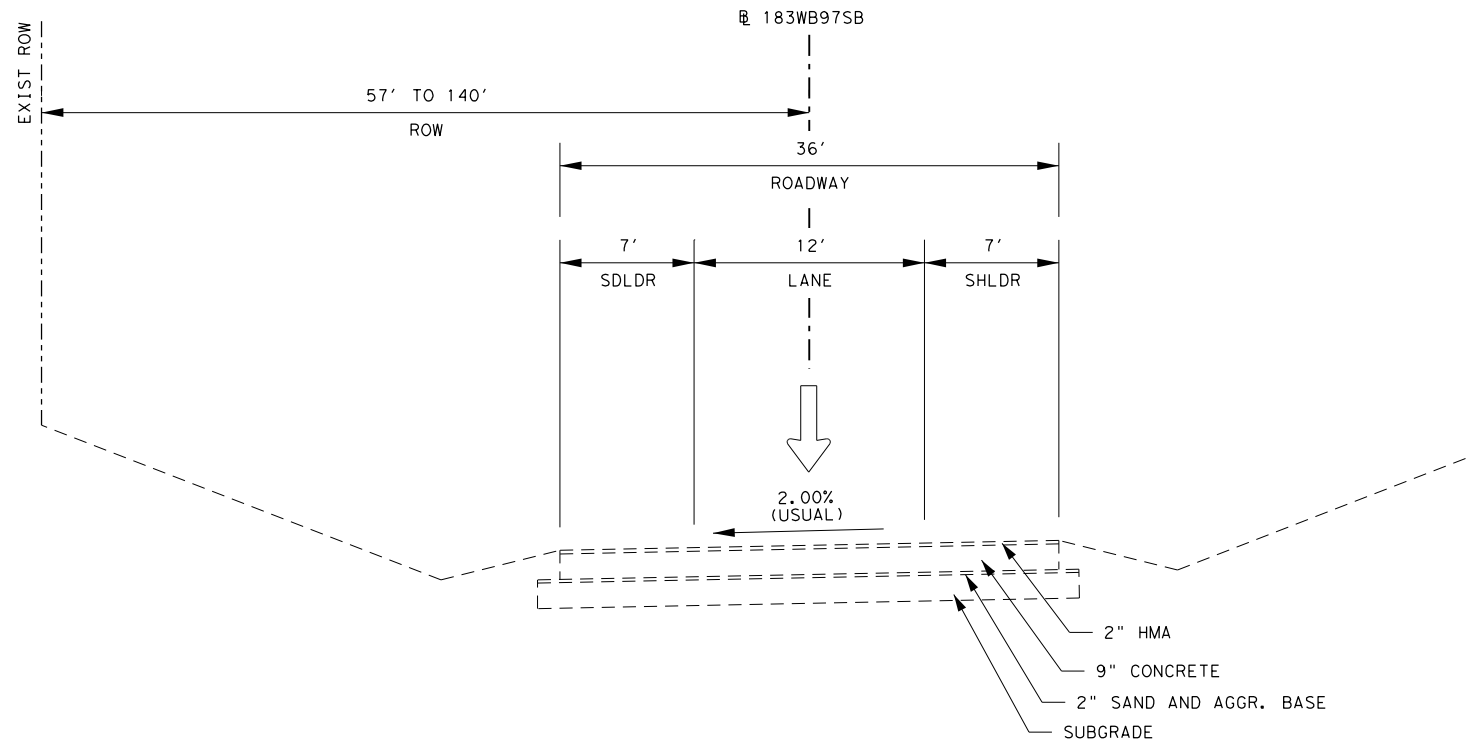 ℄ 183WB97SB
EXIST ROW
57' TO 140'
ROW
36'
ROADWAY
7'
12'
7'
SDLDR
LANE
SHLDR
2.00%
(USUAL)
2" HMA
9" CONCRETE
2" SAND AND AGGR. BASE
SUBGRADE